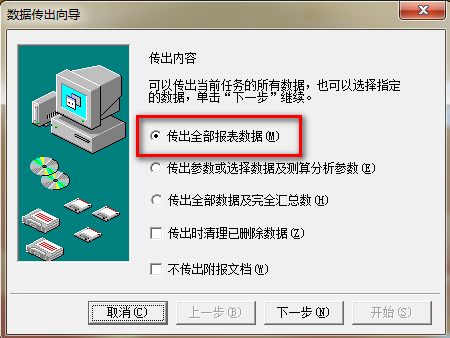 数据传出向导
传出内容
可以传出当前任务的所有数据，也可以选择指定
的数据，单击“下一步”继续。
传出全部报表数据(M)
传出参数或选择数据及测算分析参数(E)
传出全部数据及完全汇总数(H)
传出时清理已删除数据(Z)
不传出附报文档(W)
取消(C)
上一步(B)
下一步(N)
开始(S)